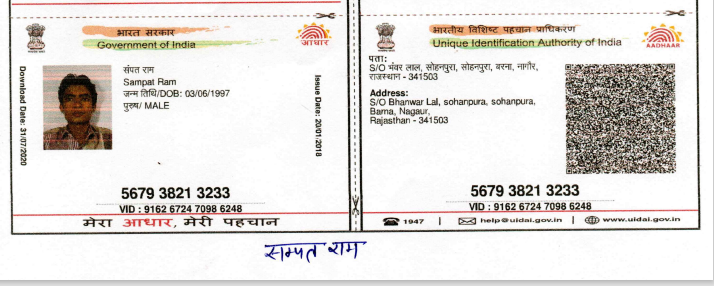 भारत सरकार
Government of India
आधार
Download Date: 31/07/2020
संपत राम
Sampat Ram
जन्म तिथि/DOB: 03/06/1997
पुरुष/ MALE
Issue Date: 20/01/2018
5679 3821 3233
VID : 9162 6724 7098 6248
मेरा आधार, मेरी पहचान
भारतीय विशिष्ट पहचान प्राधिकरण
Unique Identification Authority of India
AADHAAR
पता:
S/O भंवर लाल, सोहनपुरा, सोहनपुरा, बरना, नागौर,
राजस्थान - 341503
Address:
S/O Bhanwar Lal, sohanpura, sohanpura,
Barna, Nagaur,
Rajasthan - 341503
5679 3821 3233
VID : 9162 6724 7098 6248
1947 | help@uidai.gov.in | www.uidai.gov.in
सम्पत राम